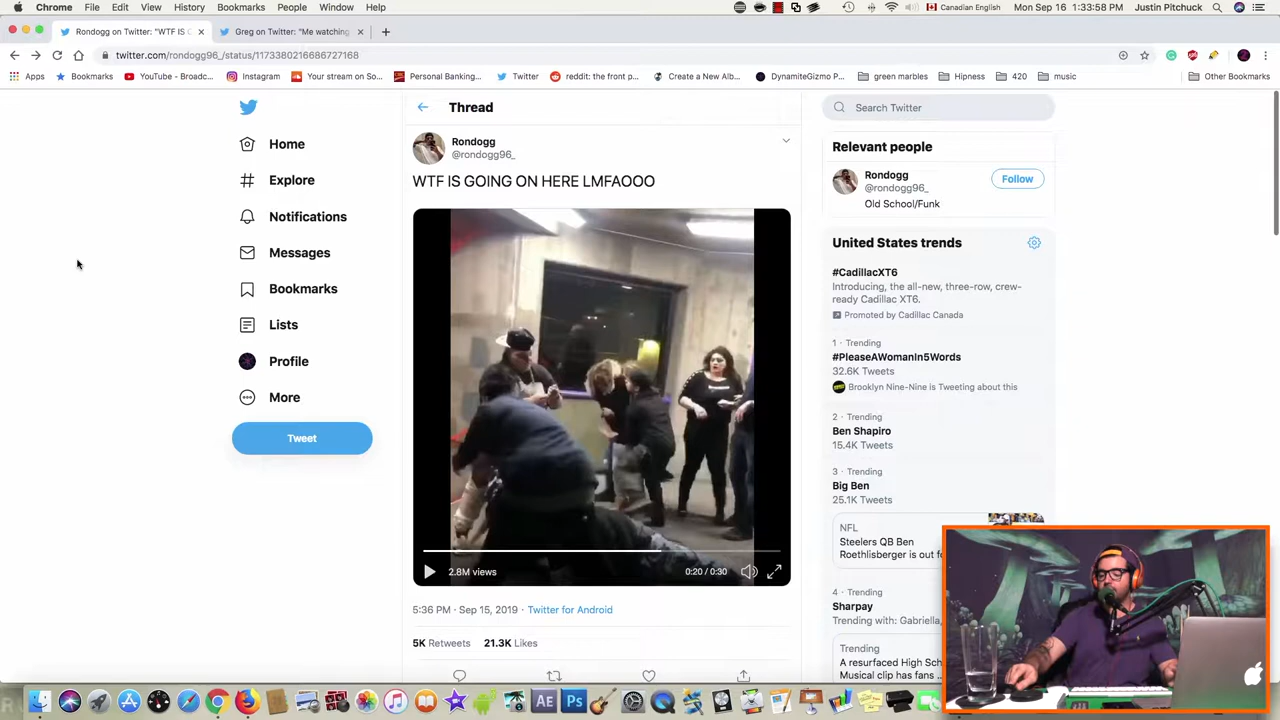 Chrome File Edit View History Bookmarks People Window Help
Canadian English Mon Sep 16 1:33:58 PM Justin Pitchuck
Rondogg on Twitter: "WTF IS G
Greg on Twitter: "Me watching
twitter.com/rondogg96_/status/1173380216686727168
Apps Bookmarks YouTube - Broadc... Instagram Your stream on So... Personal Banking... Twitter reddit: the front p... Create a New Alb... DynamiteGizmo P... green marbles Hipness 420 music Other Bookmarks
Home
Explore
Notifications
Messages
Bookmarks
Lists
Profile
More
Tweet
Thread
Rondogg
@rondogg96_
WTF IS GOING ON HERE LMFAOOO
2.8M views 0:20 / 0:30
5:36 PM · Sep 15, 2019 · Twitter for Android
5K Retweets 21.3K Likes
Search Twitter
Relevant people
Rondogg
@rondogg96_
Follow
Old School/Funk
United States trends
#CadillacXT6
Introducing, the all-new, three-row, crew-
ready Cadillac XT6.
Promoted by Cadillac Canada
1 · Trending
#PleaseAWomanIn5Words
32.6K Tweets
Brooklyn Nine-Nine is Tweeting about this
2 · Trending
Ben Shapiro
15.4K Tweets
3 · Trending
Big Ben
25.1K Tweets
NFL
Steelers QB Ben
Roethlisberger is out f
4 · Trending
Sharpay
Trending with: Gabriella,
Trending
A resurfaced High Sch
Musical clip has fans ..
AE Ps